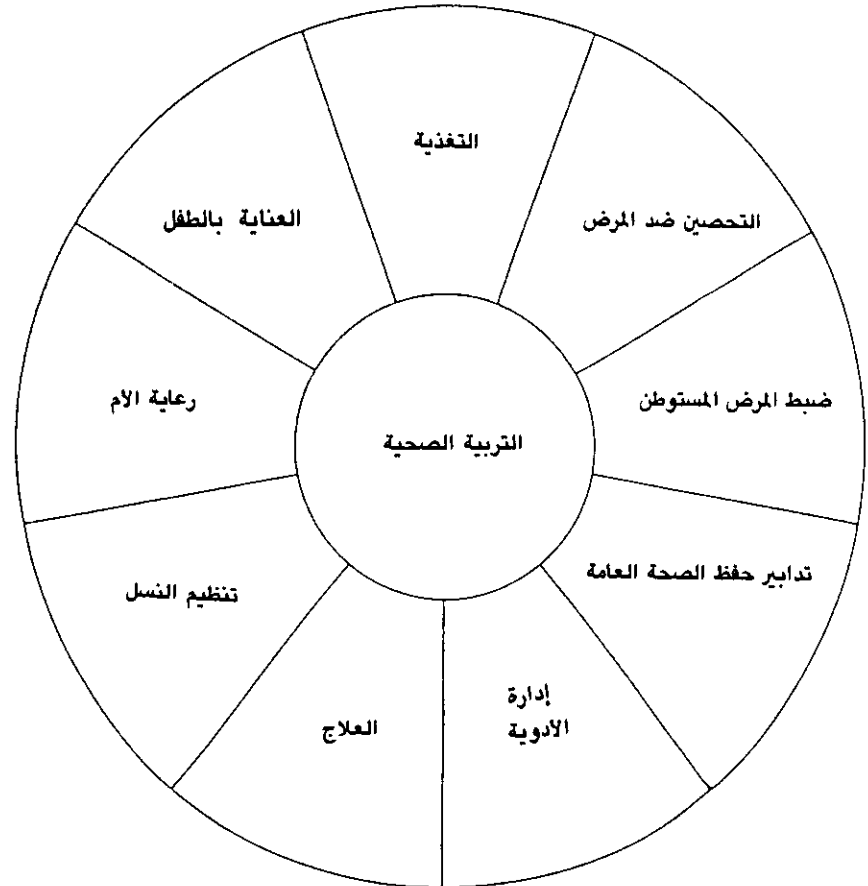 التغذية
التحصين ضد المرض
العناية بالطفل
ضبط المرض المستوطن
رعاية الأم
التربية الصحية
تدابير حفظ الصحة العامة
تنظيم النسل
إدارة
الأدوية
العلاج